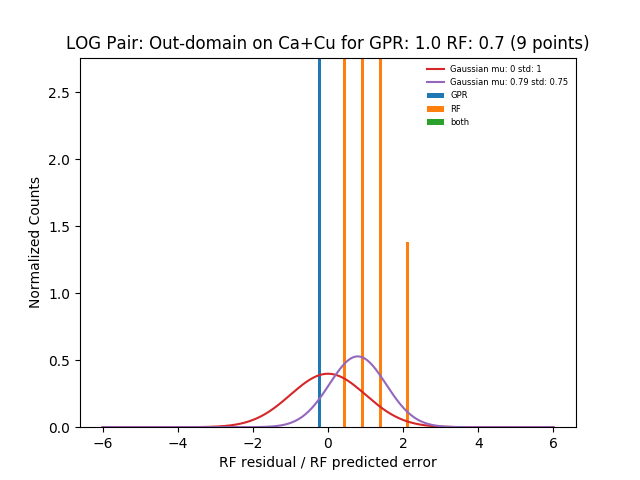 LOG Pair: Out-domain on Ca+Cu for GPR: 1.0 RF: 0.7 (9 points)
Gaussian mu: 0 std: 1
Gaussian mu: 0.79 std: 0.75
GPR
RF
both
Normalized Counts
2.5
2.0
1.5
1.0
0.5
0.0
−6 −4 −2 0 2 4 6
RF residual / RF predicted error